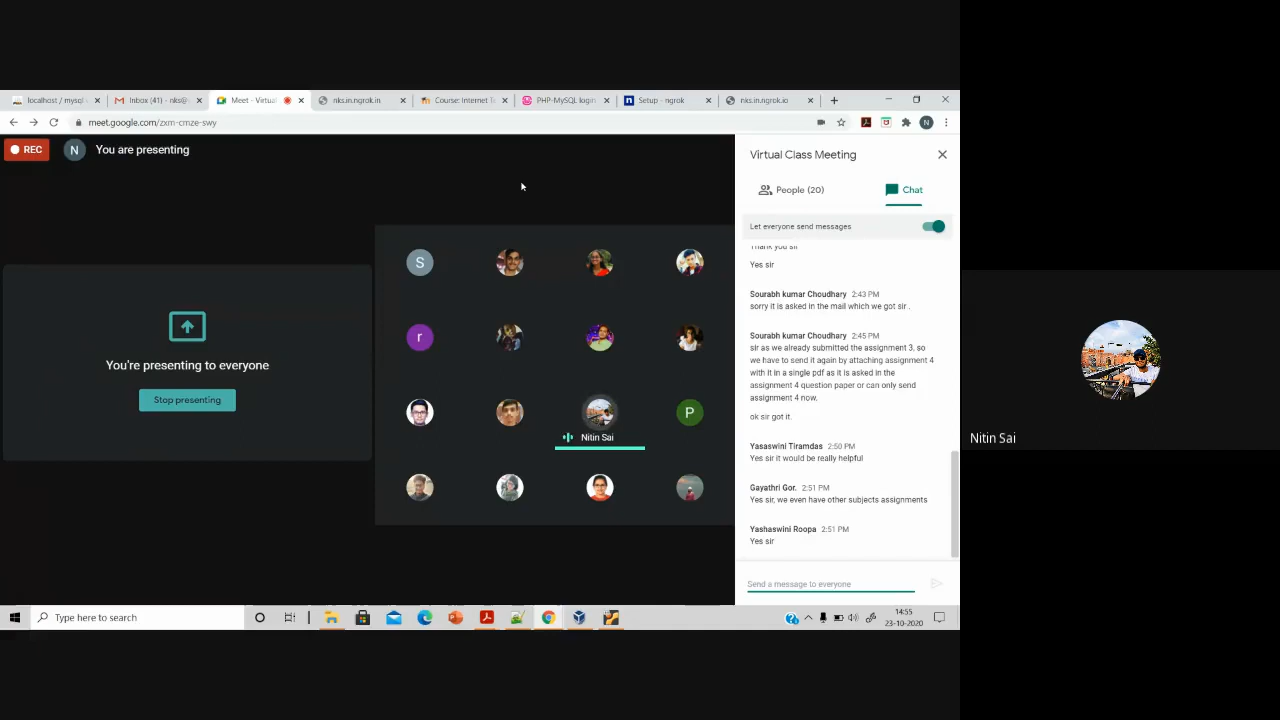 localhost / mysql
Inbox (41) - nks@
Meet - Virtual
nks.in.ngrok.in
Course: Internet Te
PHP-MySQL login
Setup - ngrok
nks.in.ngrok.io
meet.google.com/zxm-cmze-swy
N
REC
N
You are presenting
You're presenting to everyone
Stop presenting
S
r
Nitin Sai
P
Virtual Class Meeting
People (20)
Chat
Let everyone send messages
Thank you sir
Yes sir
Sourabh kumar Choudhary 2:43 PM
sorry it is asked in the mail which we got sir .
Sourabh kumar Choudhary 2:45 PM
sir as we already submitted the assignment 3, so
we have to send it again by attaching assignment 4
with it in a single pdf as it is asked in the
assignment 4 question paper or can only send
assignment 4 now.
ok sir got it.
Yasaswini Tiramdas 2:50 PM
Yes sir it would be really helpful
Gayathri Gor. 2:51 PM
Yes sir, we even have other subjects assignments
Yashaswini Roopa 2:51 PM
Yes sir
Send a message to everyone
Nitin Sai
Type here to search
14:55
23-10-2020